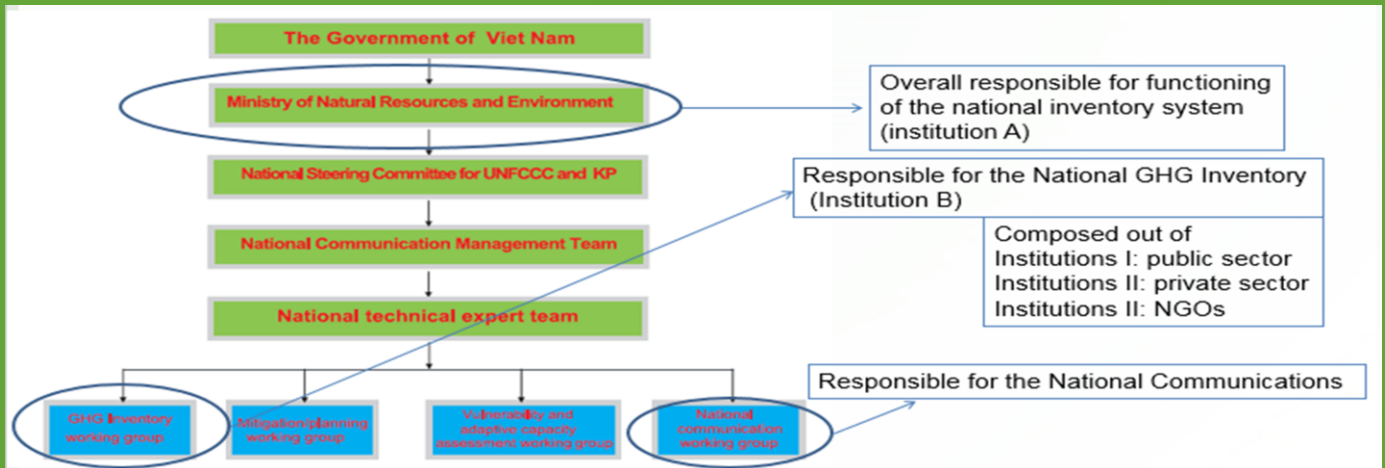 The Government of Viet Nam
Ministry of Natural Resources and Environment
National Steering Committee for UNFCCC and KP
National Communication Management Team
National technical expert team
GHG Inventory
working group
Mitigation/planning
working group
Vulnerability and
adaptive capacity
assessment working group
National
communication
working group
Overall responsible for functioning
of the national inventory system
(institution A)
Responsible for the National GHG Inventory
(Institution B)
Composed out of
Institutions I: public sector
Institutions II: private sector
Institutions II: NGOs
Responsible for the National Communications